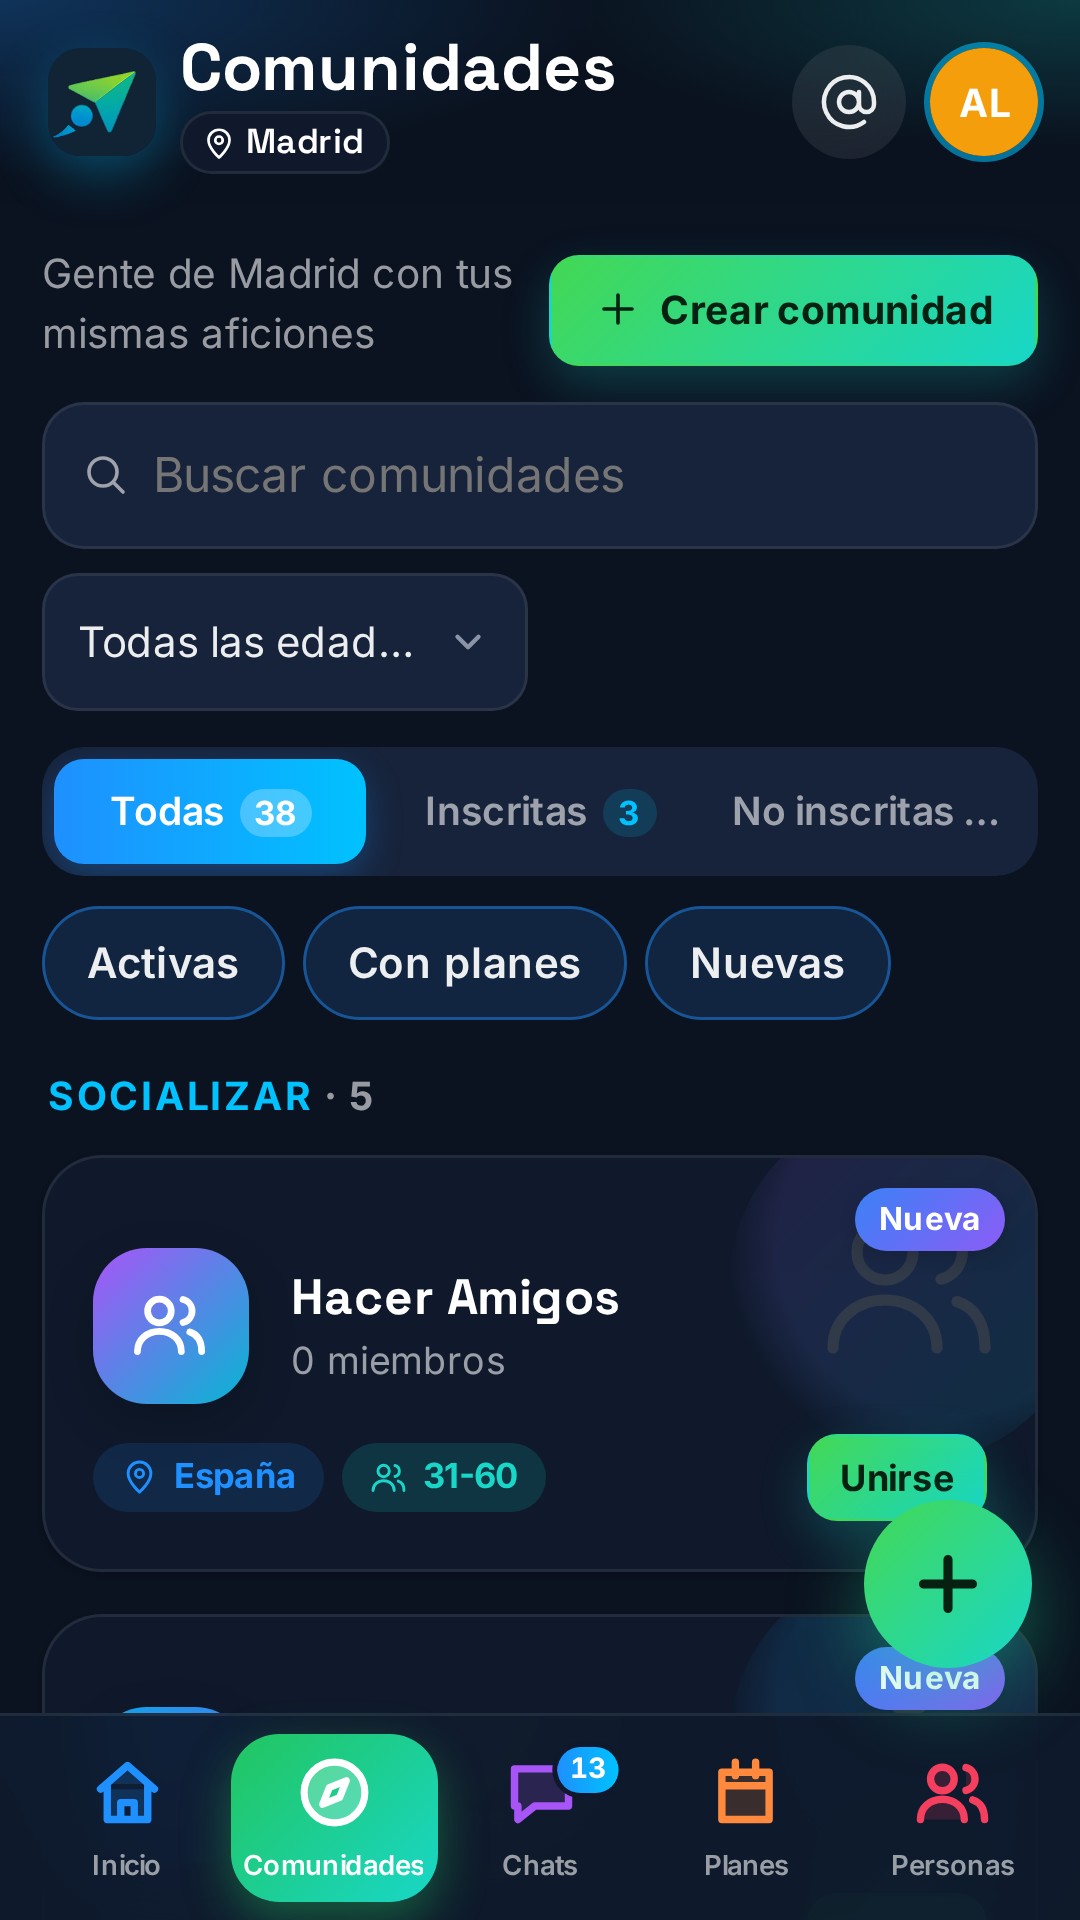 Comunidades
Madrid
@
AL
Gente de Madrid con tus
mismas aficiones
Crear comunidad
Buscar comunidades
Todas las edad...
Todas 38
Inscritas 3
No inscritas ...
Activas
Con planes
Nuevas
SOCIALIZAR · 5
Nueva
Hacer Amigos
0 miembros
España
31-60
Unirse
Nueva
13
Inicio
Comunidades
Chats
Planes
Personas